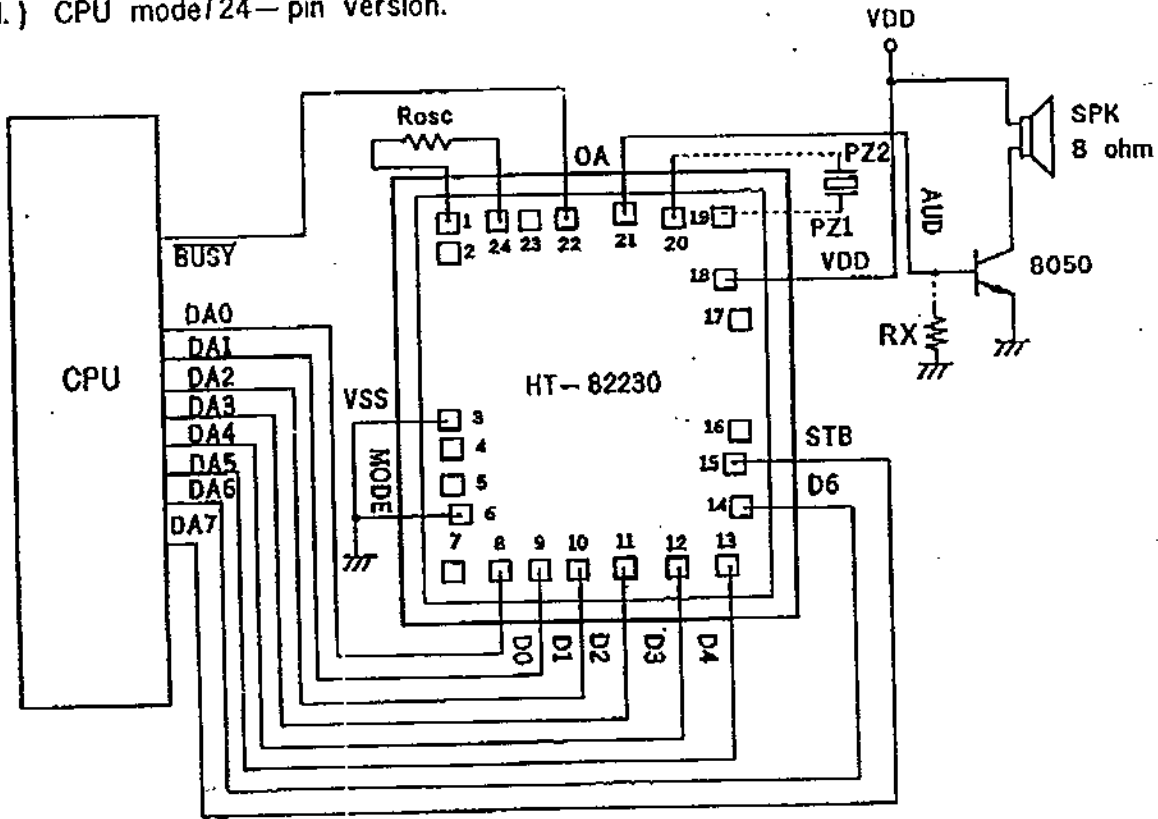 1.) CPU mode/24-pin version.
VDD
Rosc
SPK
8 ohm
OA
PZ2
PZ1
AUD
8050
RX
VDD
BUSY
DA0
DA1
DA2
DA3
DA4
DA5
DA6
DA7
CPU
VSS
MODE
HT-82230
STB
D6
1
2
24
23
22
21
20
19
18
17
16
15
14
3
4
5
6
7
8
9
10
11
12
13
D0
D1
D2
D3
D4